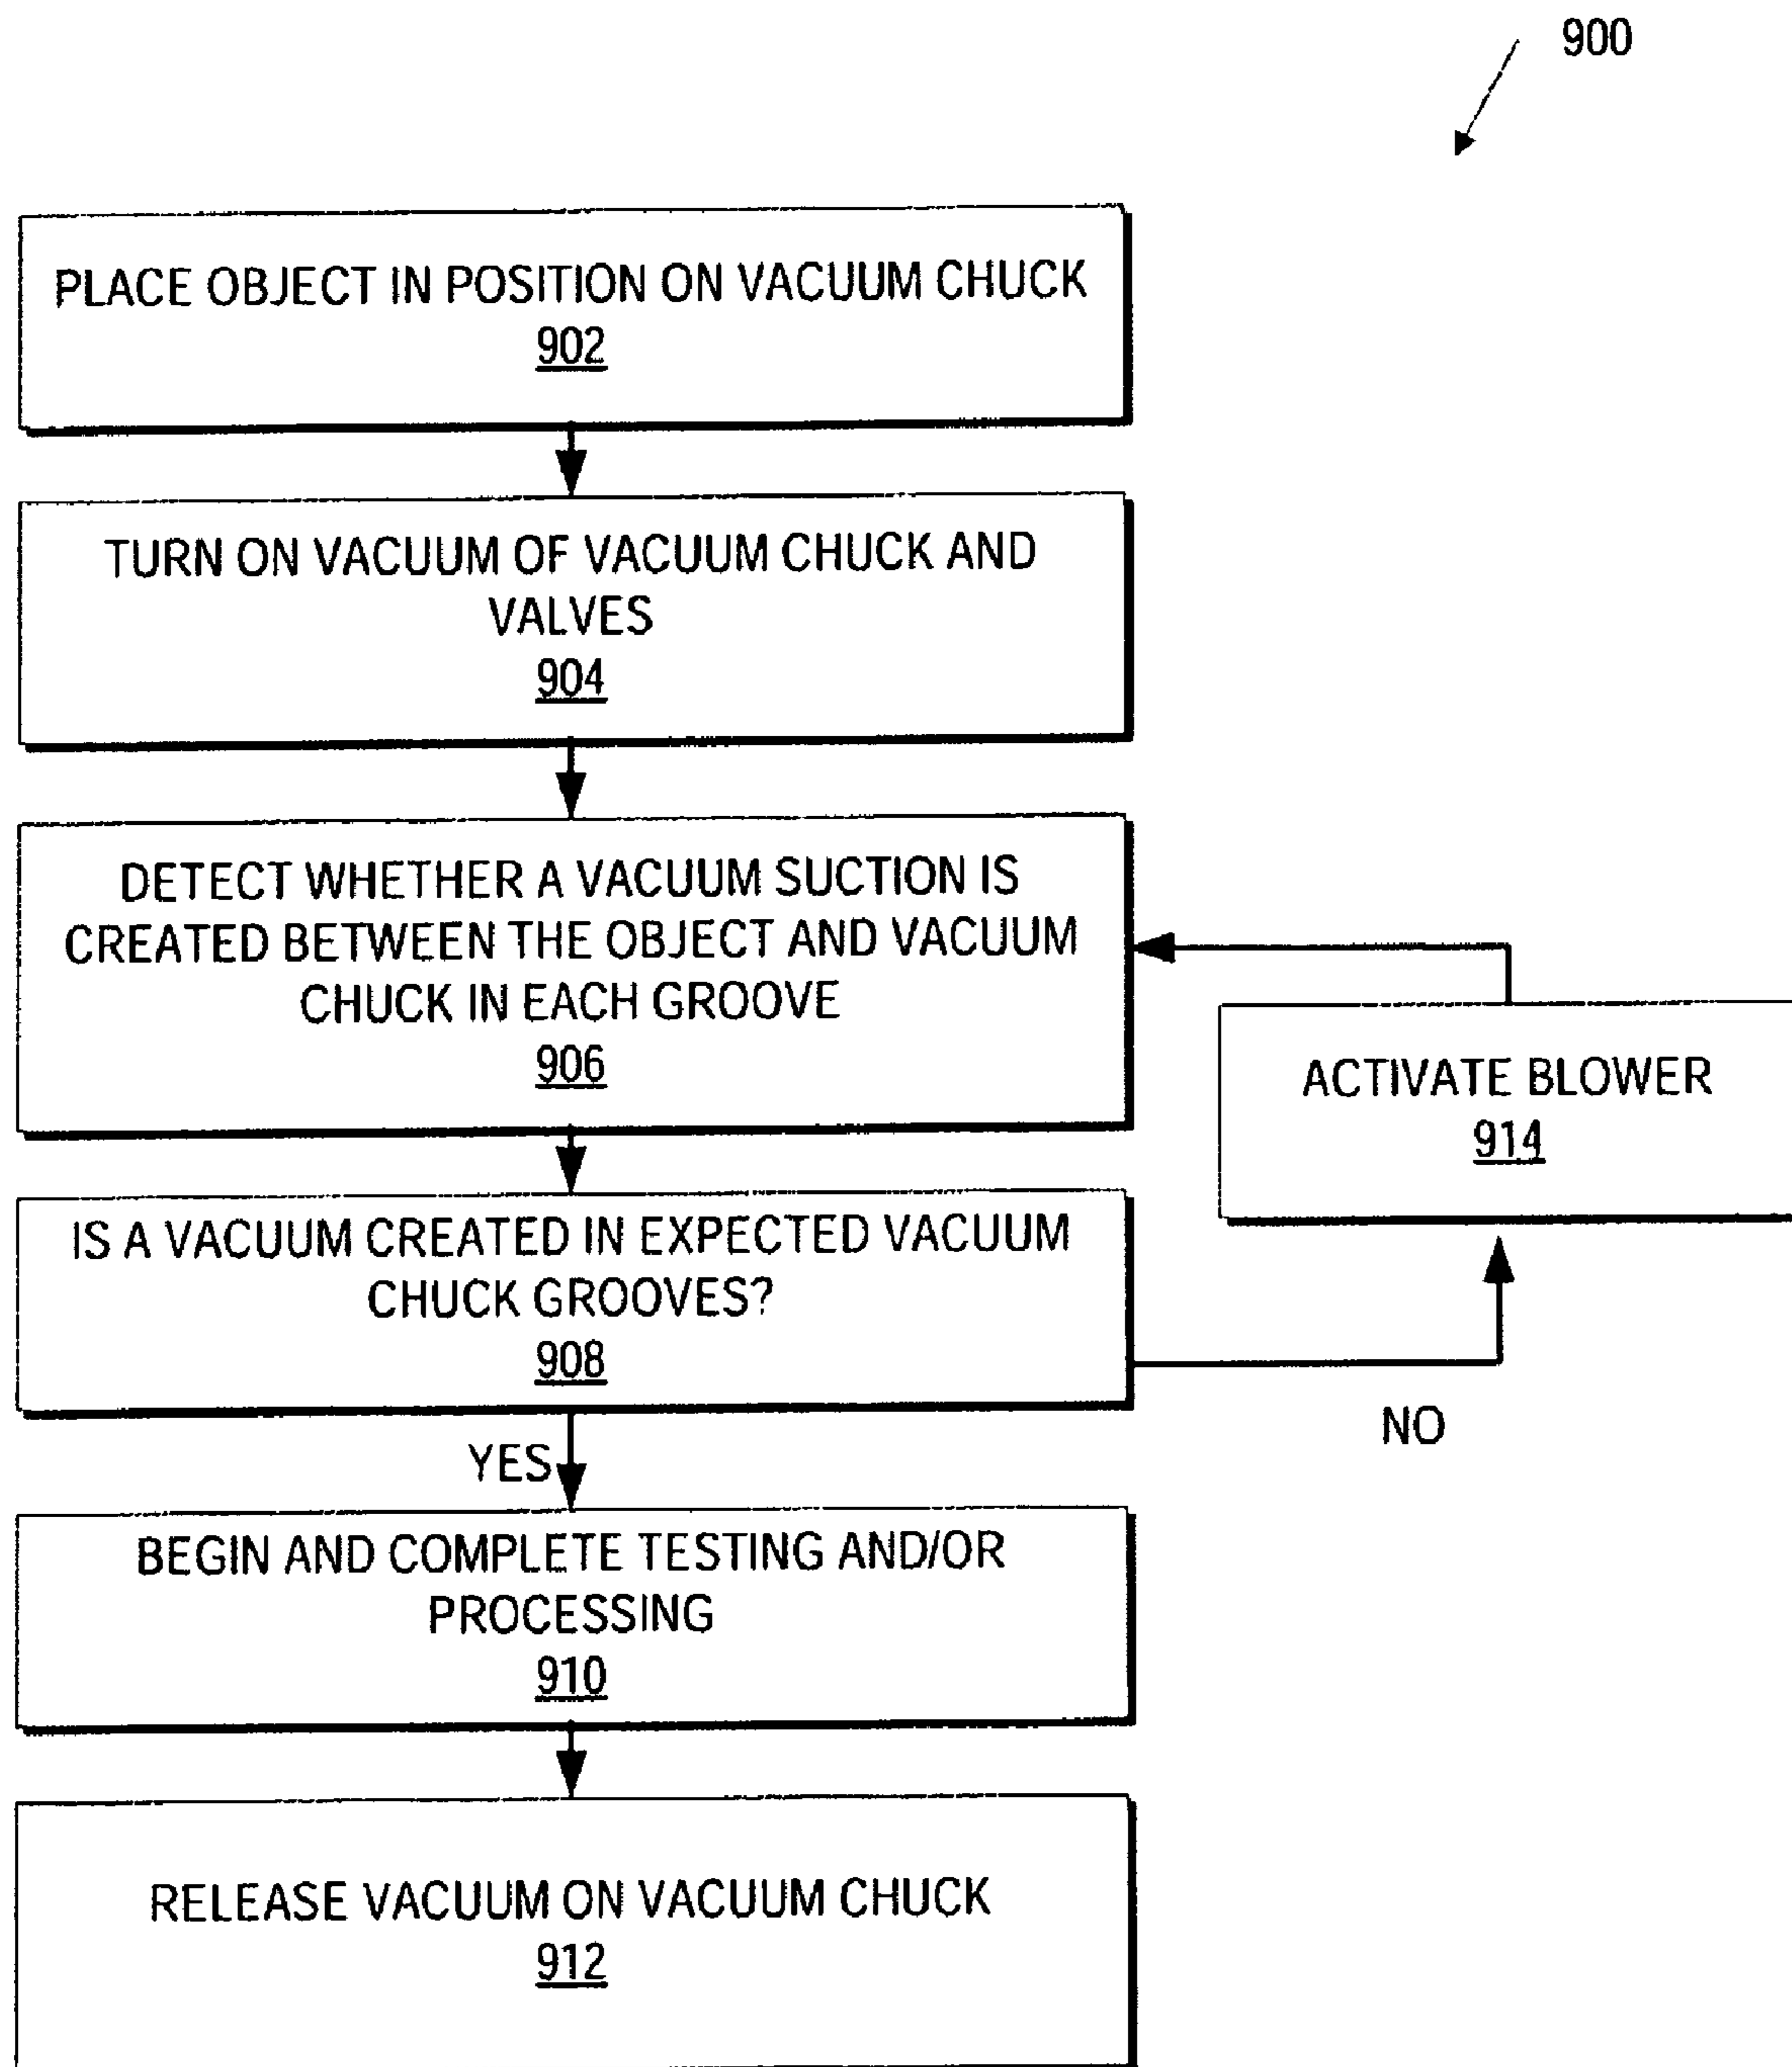 900
PLACE OBJECT IN POSITION ON VACUUM CHUCK
902
TURN ON VACUUM OF VACUUM CHUCK AND
VALVES
904
DETECT WHETHER A VACUUM SUCTION IS
CREATED BETWEEN THE OBJECT AND VACUUM
CHUCK IN EACH GROOVE
906
ACTIVATE BLOWER
914
IS A VACUUM CREATED IN EXPECTED VACUUM
CHUCK GROOVES?
908
NO
YES
BEGIN AND COMPLETE TESTING AND/OR
PROCESSING
910
RELEASE VACUUM ON VACUUM CHUCK
912